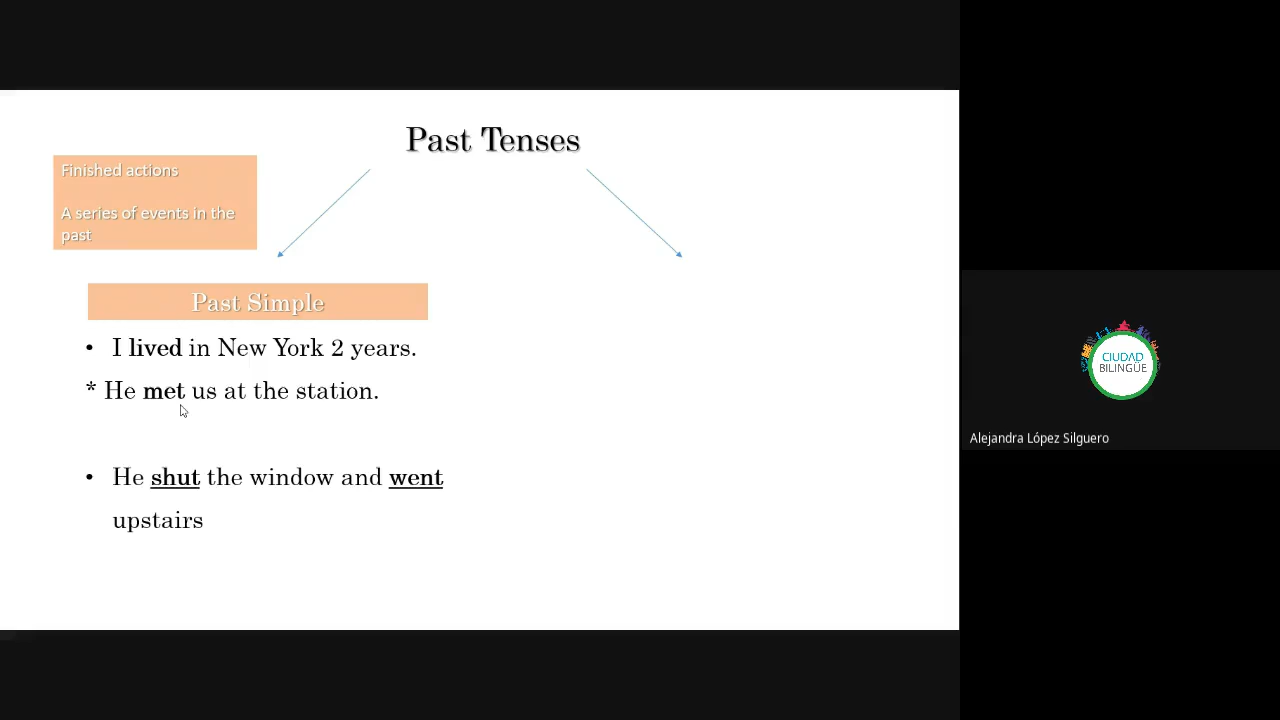 Past Tenses
Finished actions
A series of events in the
past
Past Simple
• I lived in New York 2 years.
* He met us at the station.
• He shut the window and went
upstairs
CIUDAD
BILINGÜE
Alejandra López Silguero